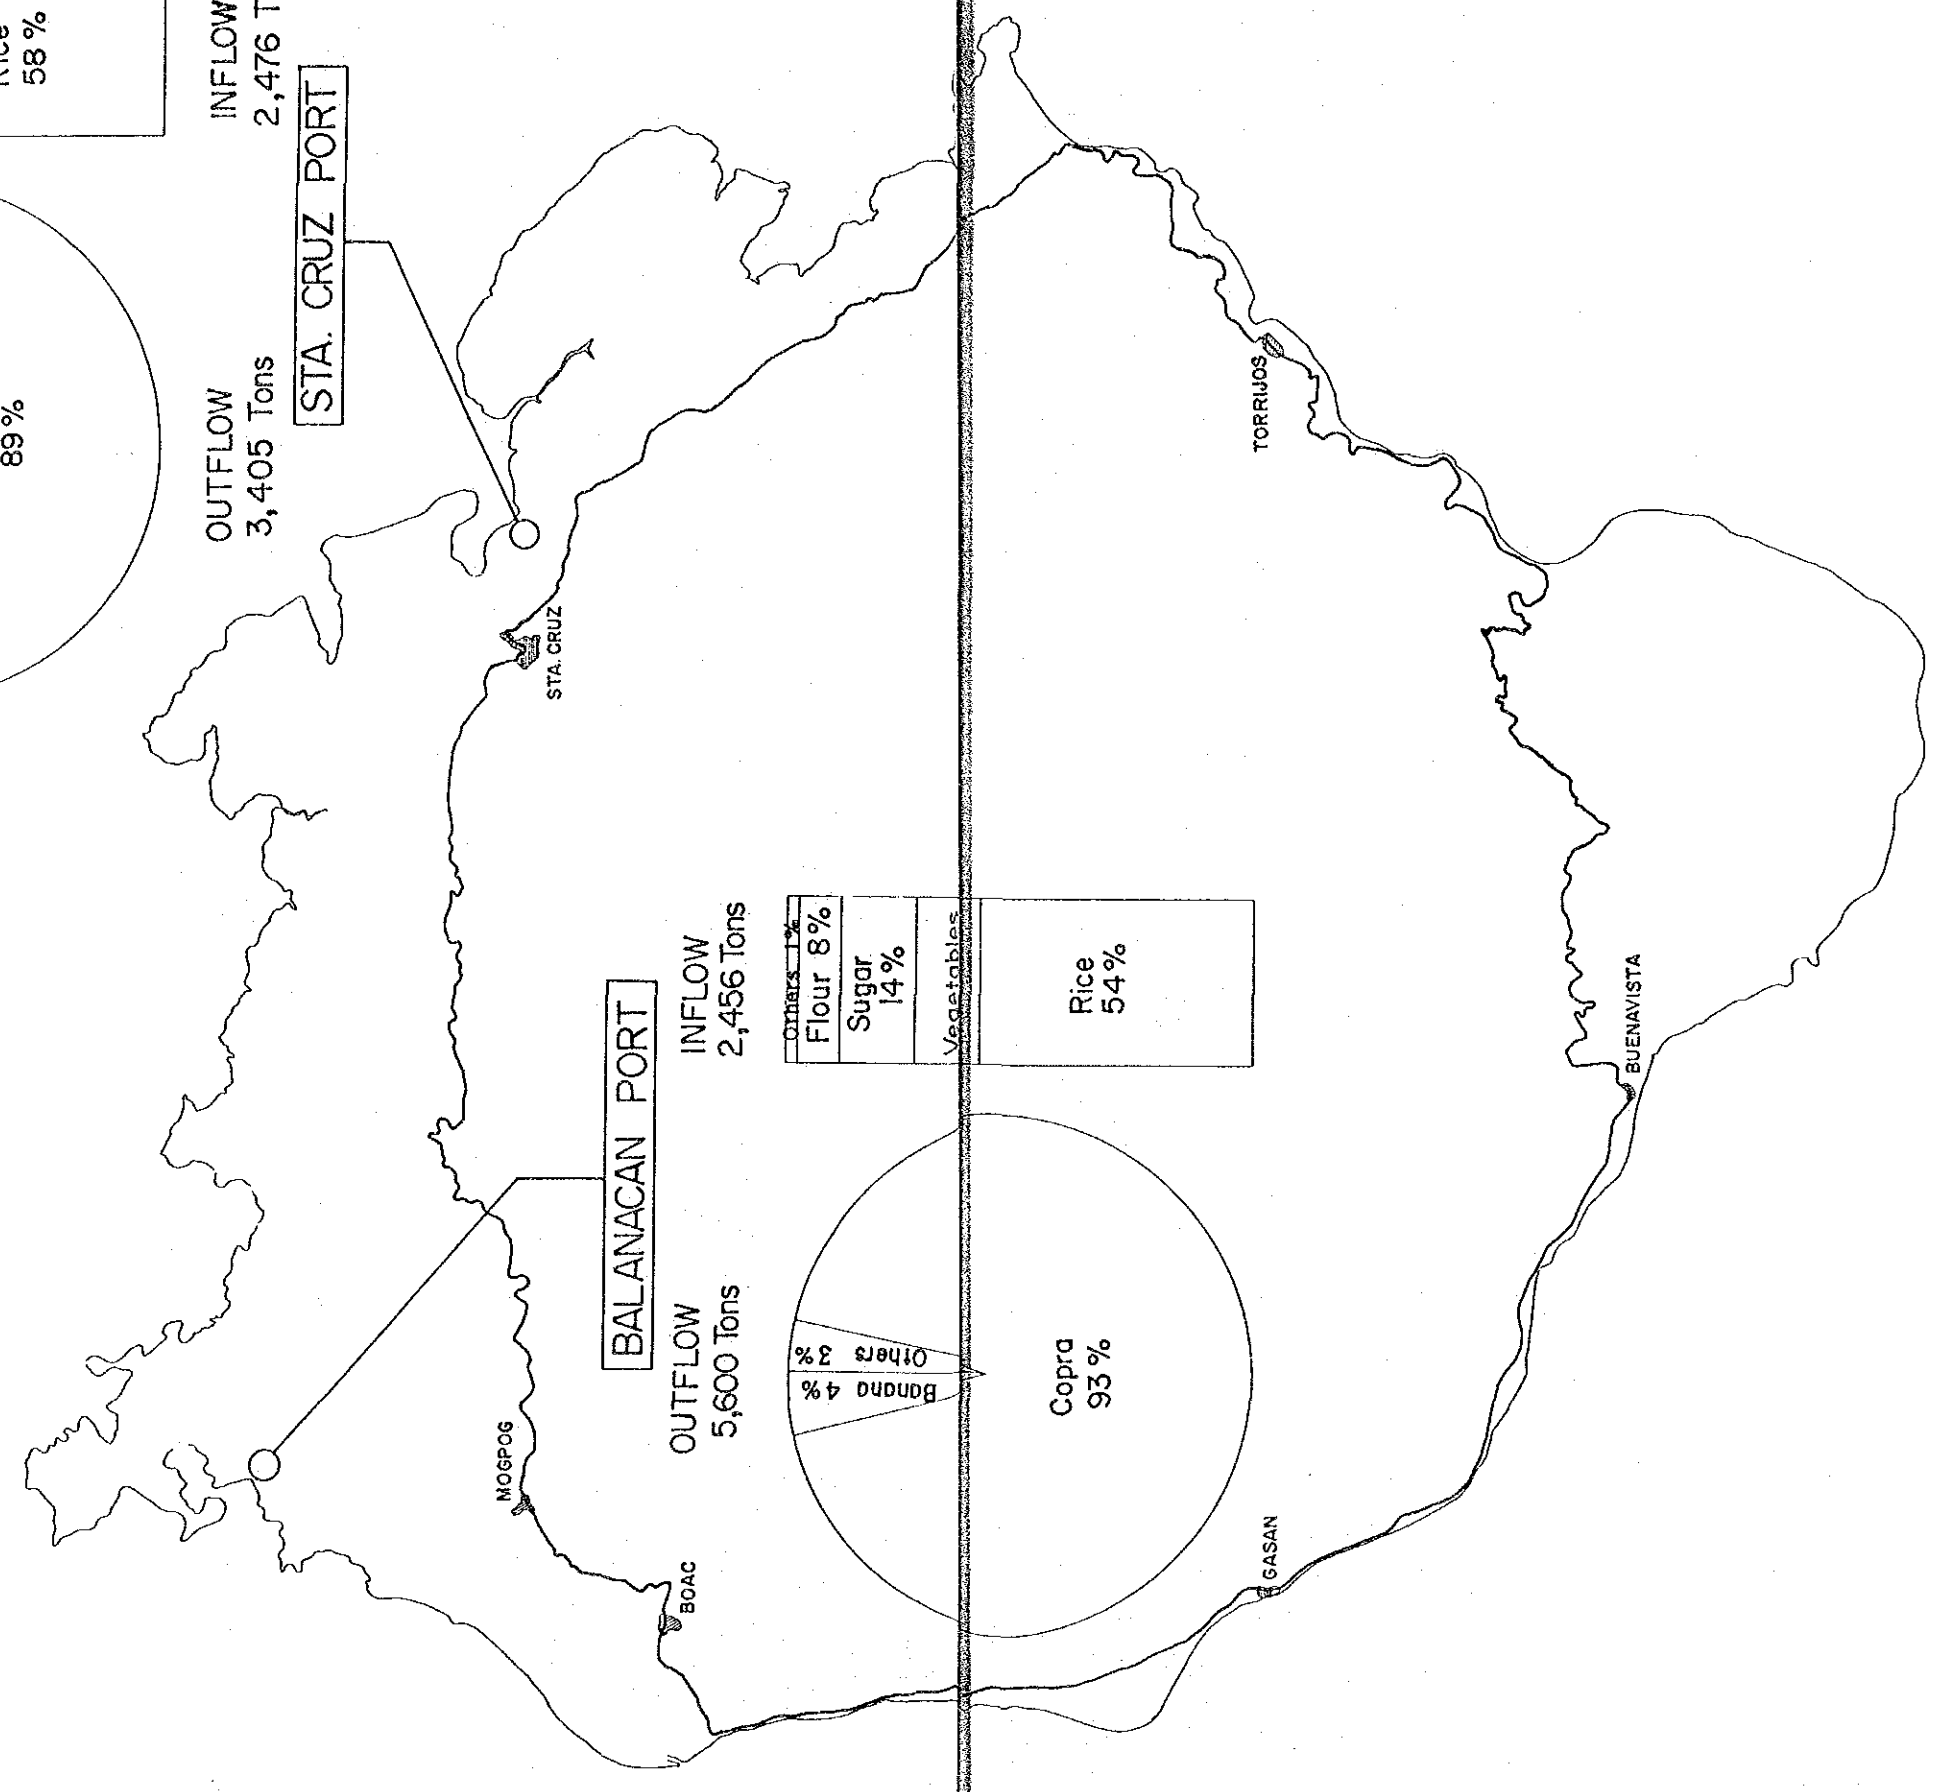 Rice
58%
89%
INFLOW
2,476 T
OUTFLOW
3,405 Tons
STA. CRUZ PORT
STA. CRUZ
TORRIJOS
BALANACAN PORT
INFLOW
2,456 Tons
Others 1%
Flour 8%
Sugar
14%
Vegetables
Rice
54%
OUTFLOW
5,600 Tons
Others 3%
Banana 4%
Copra
93%
MOGPOG
BOAC
GASAN
BUENAVISTA